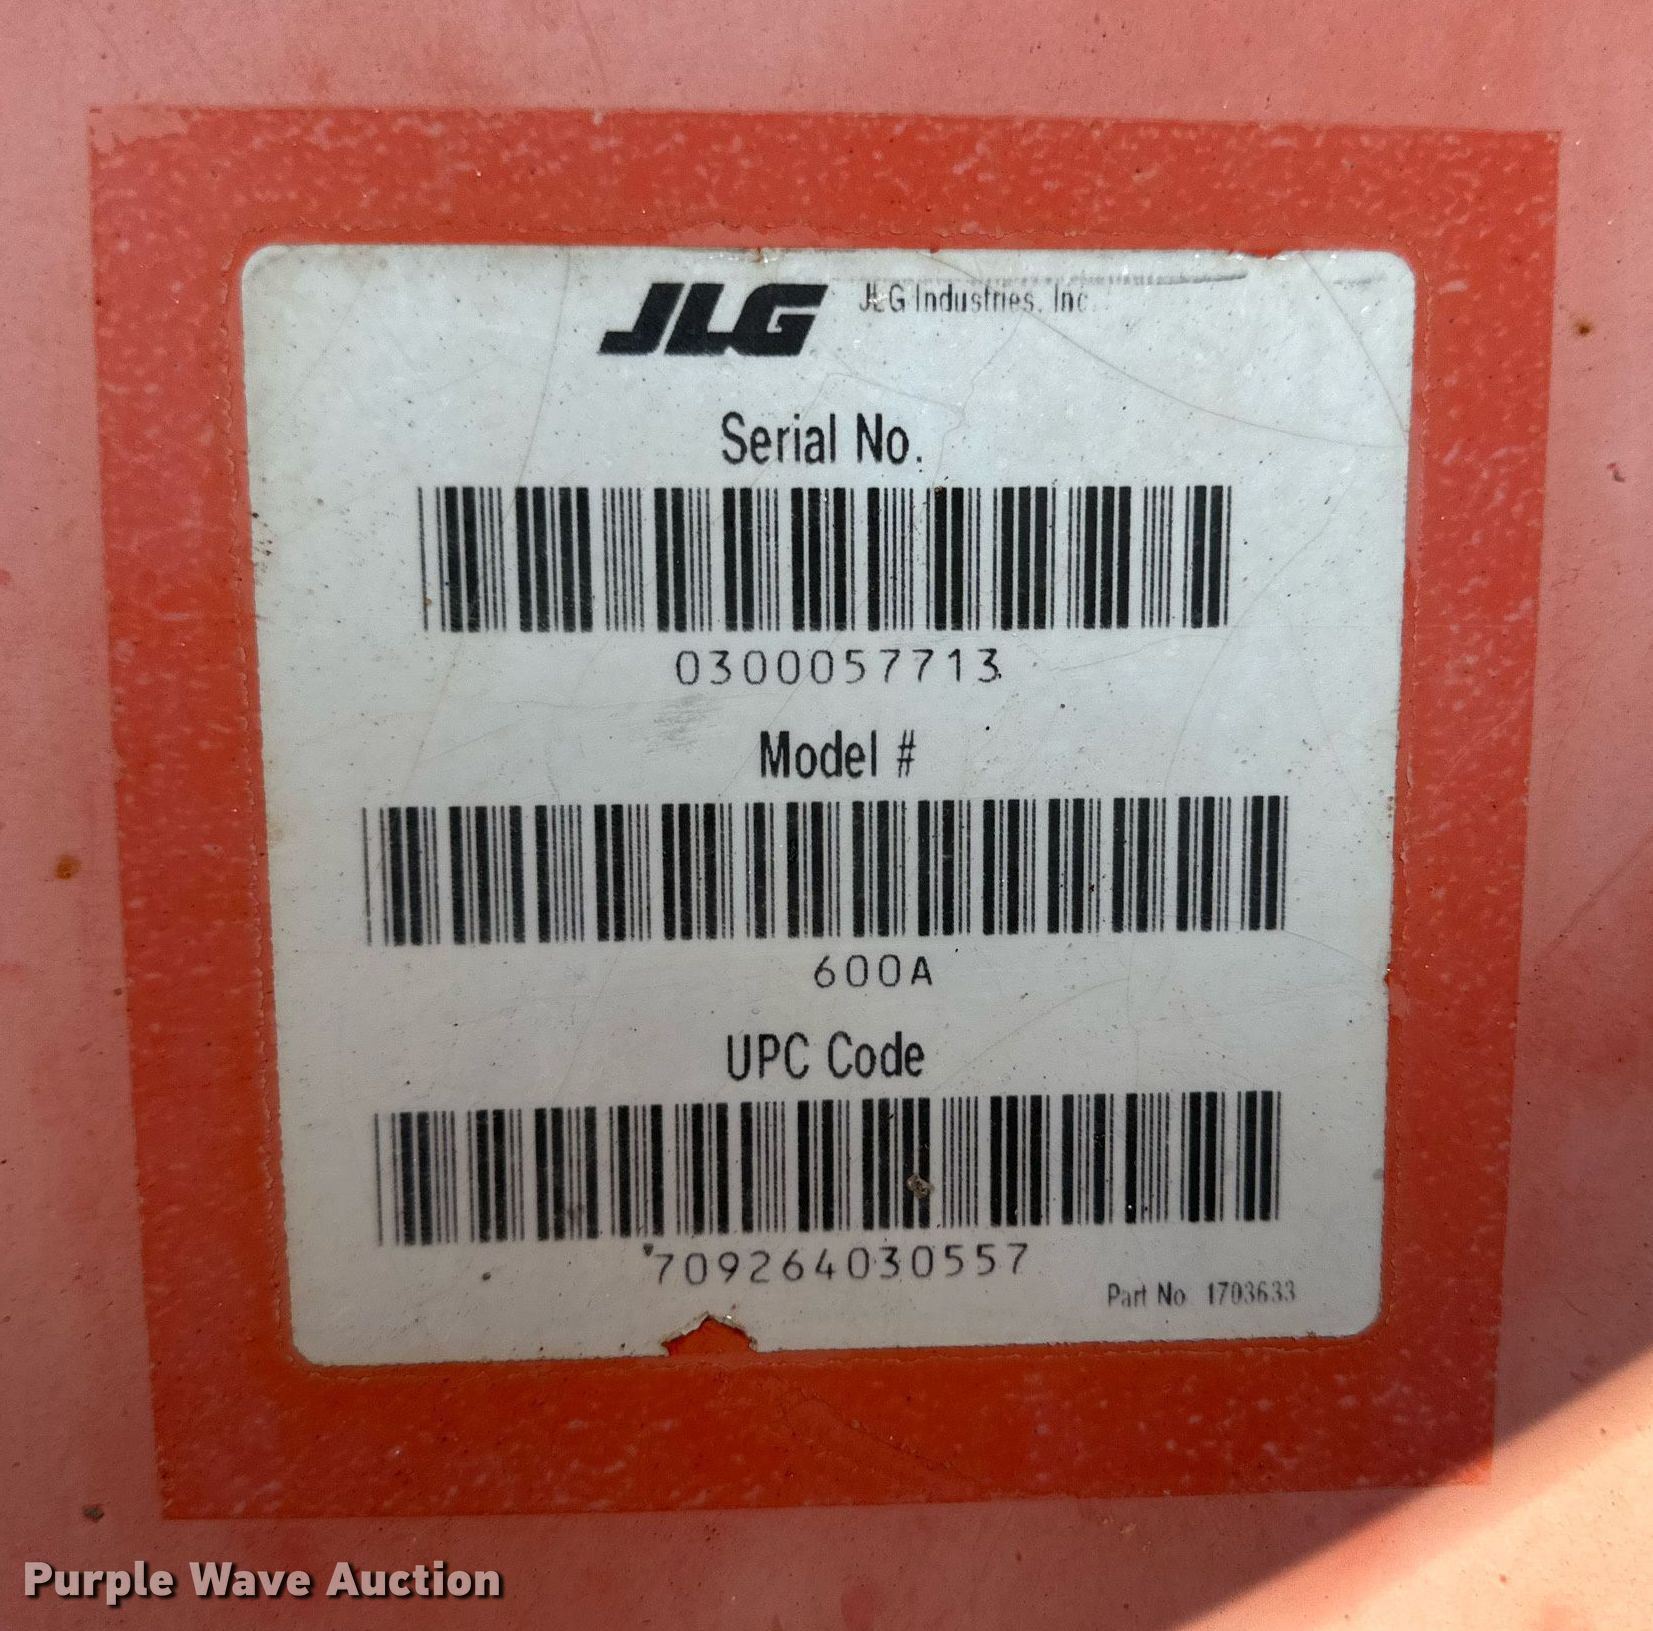 JLG JLG Industries, Inc.
Serial No.
0300057713
Model #
600A
UPC Code
709264030557
Part No 1703633
Purple Wave Auction